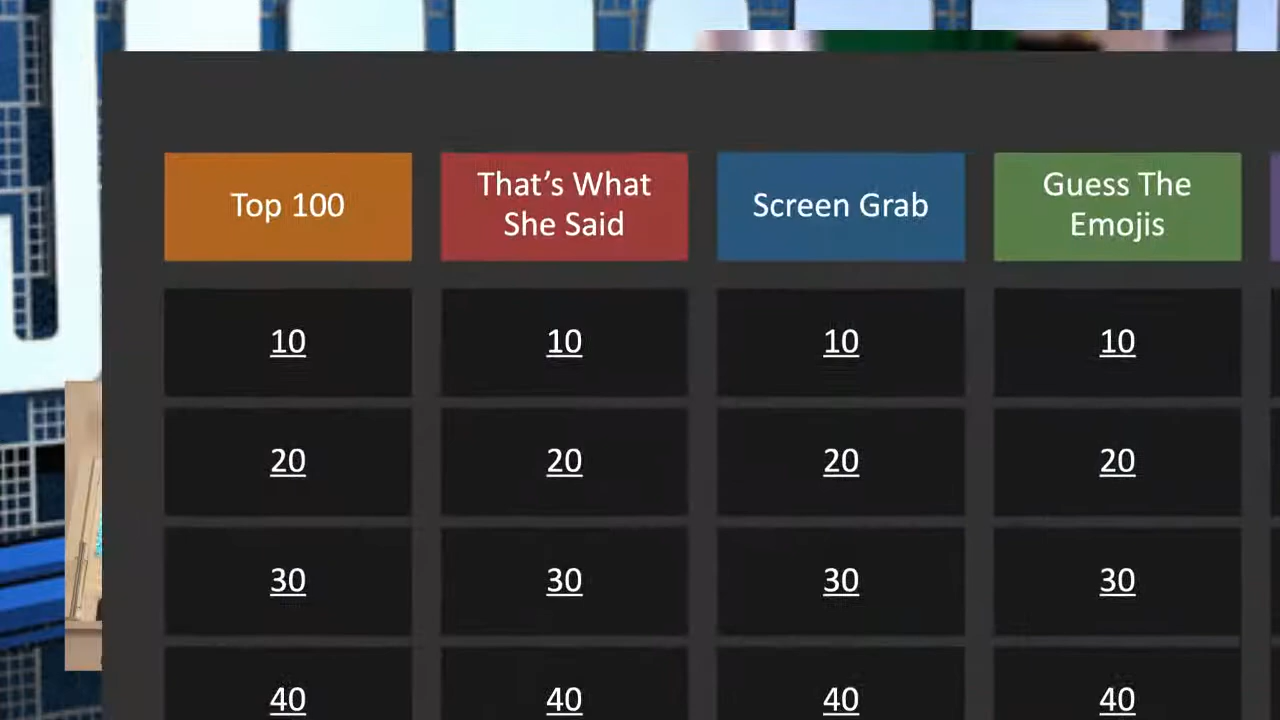 Top 100
That's What
She Said
Screen Grab
Guess The
Emojis
10 10 10 10
20 20 20 20
30 30 30 30
40 40 40 40